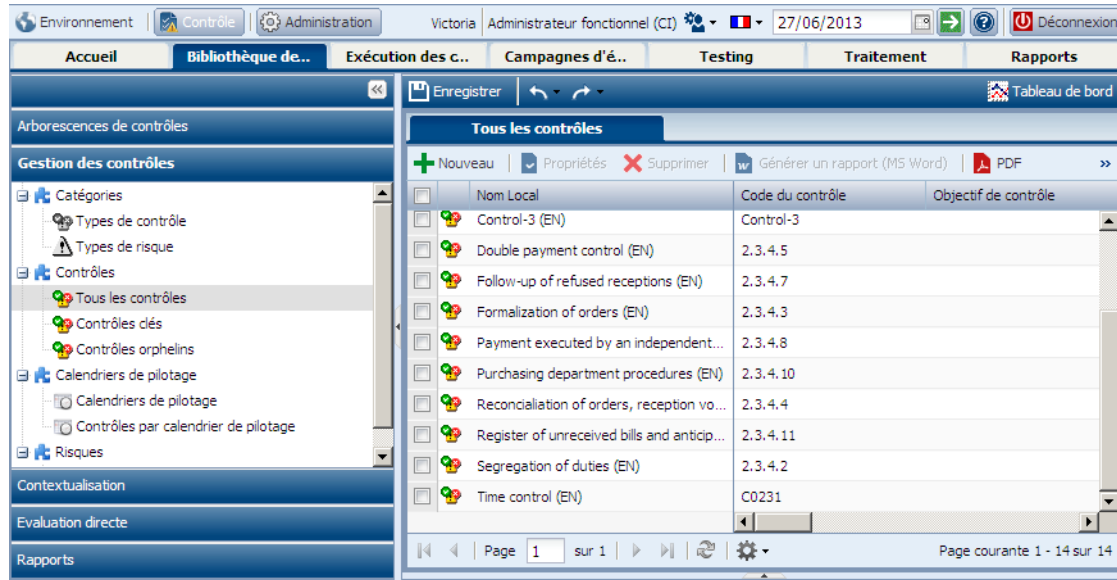 Environnement Contrôle Administration Victoria Administrateur fonctionnel (CI) 27/06/2013 Déconnexion
Accueil Bibliothèque de... Exécution des c... Campagnes d'é... Testing Traitement Rapports
Enregistrer Tableau de bord
Arborescences de contrôles
Gestion des contrôles
Catégories
Types de contrôle
Types de risque
Contrôles
Tous les contrôles
Contrôles clés
Contrôles orphelins
Calendriers de pilotage
Calendriers de pilotage
Contrôles par calendrier de pilotage
Risques
Contextualisation
Evaluation directe
Rapports
Tous les contrôles
Nouveau Propriétés Supprimer Générer un rapport (MS Word) PDF »
Nom Local Code du contrôle Objectif de contrôle
Control-3 (EN) Control-3
Double payment control (EN) 2.3.4.5
Follow-up of refused receptions (EN) 2.3.4.7
Formalization of orders (EN) 2.3.4.3
Payment executed by an independent... 2.3.4.8
Purchasing department procedures (EN) 2.3.4.10
Reconcialiation of orders, reception vo... 2.3.4.4
Register of unreceived bills and anticip... 2.3.4.11
Segregation of duties (EN) 2.3.4.2
Time control (EN) C0231
Page 1 sur 1 Page courante 1 - 14 sur 14